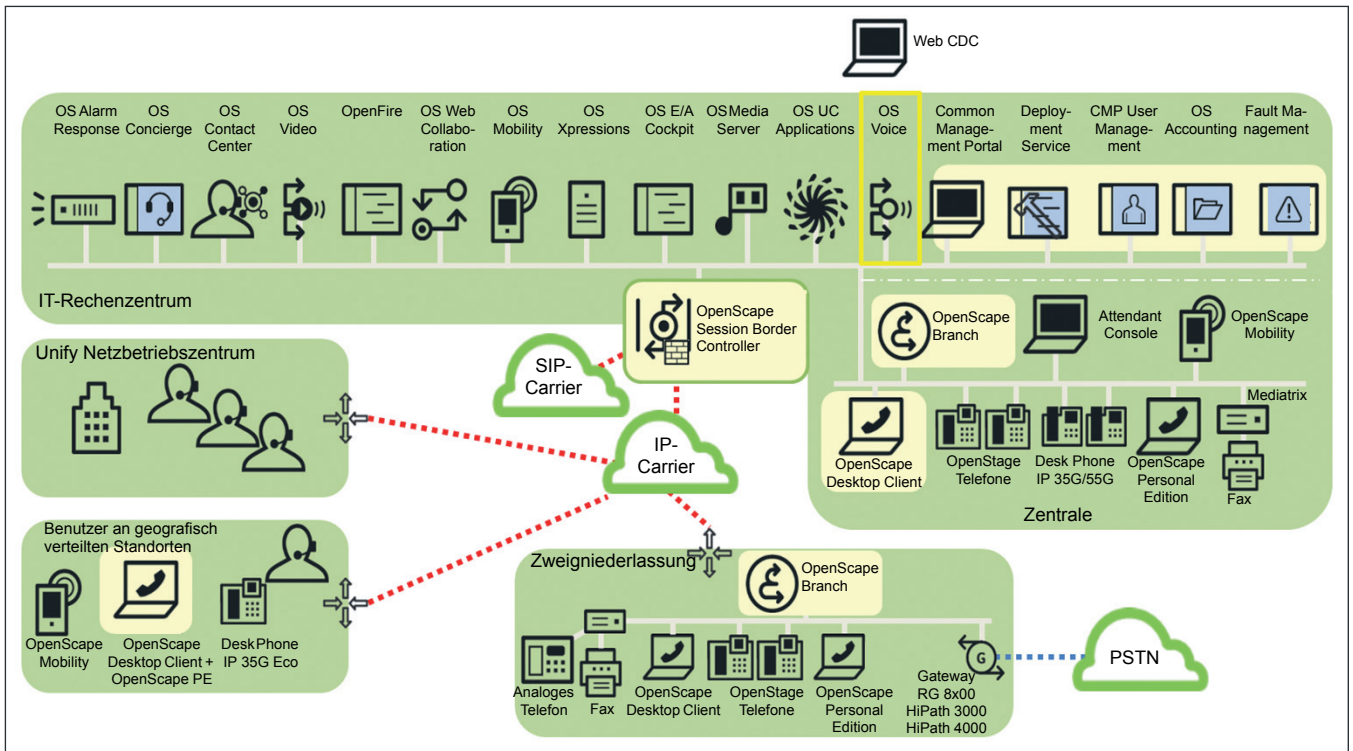 Web CDC
OS Alarm
Response
OS
Concierge
OS
Contact
Center
OS
Video
OpenFire
OS Web
Collabo-
ration
OS
Mobility
OS
Xpressions
OS E/A
Cockpit
OS Media
Server
OS UC
Applications
OS
Voice
Common
Manage-
ment Portal
Deploy-
ment
Service
CMP User
Manage-
ment
OS
Accounting
Fault Ma-
nagement
IT-Rechenzentrum
OpenScape
Session Border
Controller
OpenScape
Branch
Attendant
Console
OpenScape
Mobility
Unify Netzbetriebszentrum
SIP-
Carrier
IP-
Carrier
OpenScape
Desktop Client
OpenStage
Telefone
Desk Phone
IP 35G/55G
OpenScape
Personal
Edition
Mediatrix
Fax
Zentrale
Benutzer an geografisch
verteilten Standorten
OpenScape
Mobility
OpenScape
Desktop Client +
OpenScape PE
DeskPhone
IP 35G Eco
Zweigniederlassung
OpenScape
Branch
Analoges
Telefon
Fax
OpenScape
Desktop Client
OpenStage
Telefone
OpenScape
Personal
Edition
G
Gateway
RG 8x00
HiPath 3000
HiPath 4000
PSTN